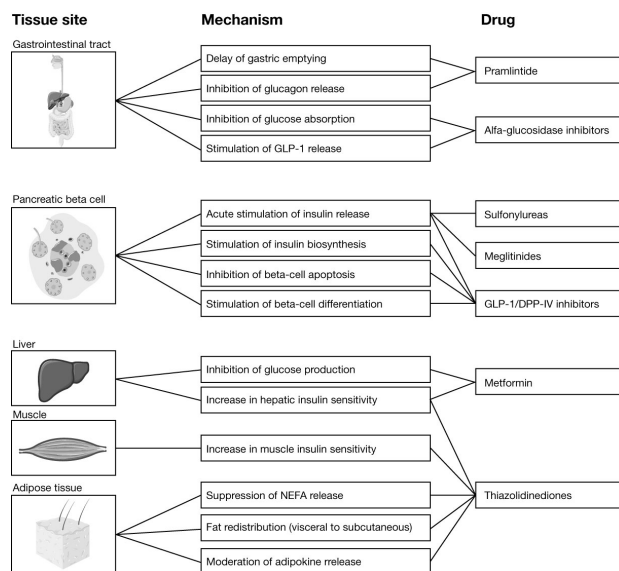 Tissue site
Mechanism
Drug
Gastrointestinal tract
Delay of gastric emptying
Inhibition of glucagon release
Inhibition of glucose absorption
Stimulation of GLP-1 release
Pramlintide
Alfa-glucosidase inhibitors
Pancreatic beta cell
Acute stimulation of insulin release
Stimulation of insulin biosynthesis
Inhibition of beta-cell apoptosis
Stimulation of beta-cell differentiation
Sulfonylureas
Meglitinides
GLP-1/DPP-IV inhibitors
Liver
Inhibition of glucose production
Increase in hepatic insulin sensitivity
Metformin
Muscle
Increase in muscle insulin sensitivity
Adipose tissue
Suppression of NEFA release
Fat redistribution (visceral to subcutaneous)
Moderation of adipokine rrelease
Thiazolidinediones